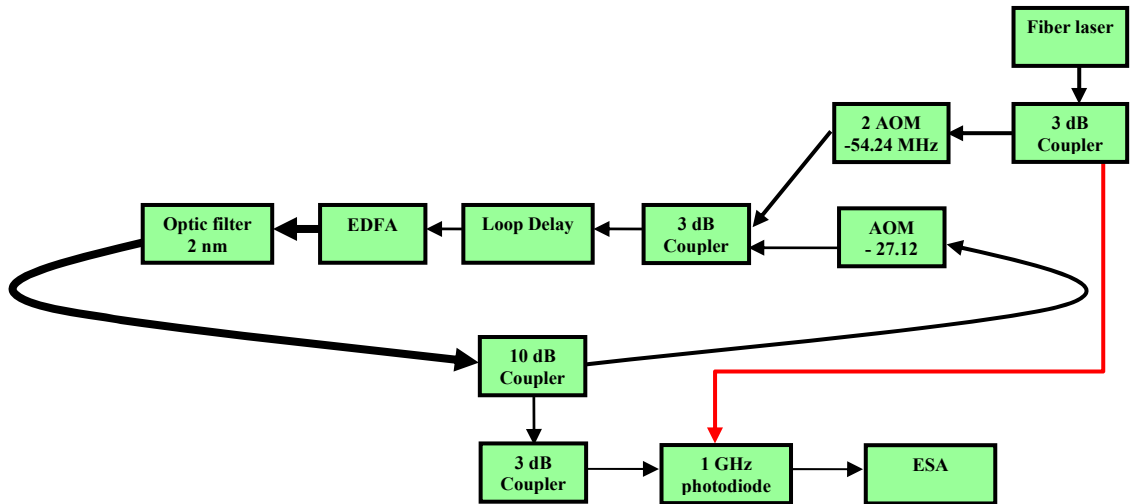 Fiber laser
2 AOM
-54.24 MHz
3 dB
Coupler
Optic filter
2 nm
EDFA
Loop Delay
3 dB
Coupler
AOM
- 27.12
10 dB
Coupler
3 dB
Coupler
1 GHz
photodiode
ESA